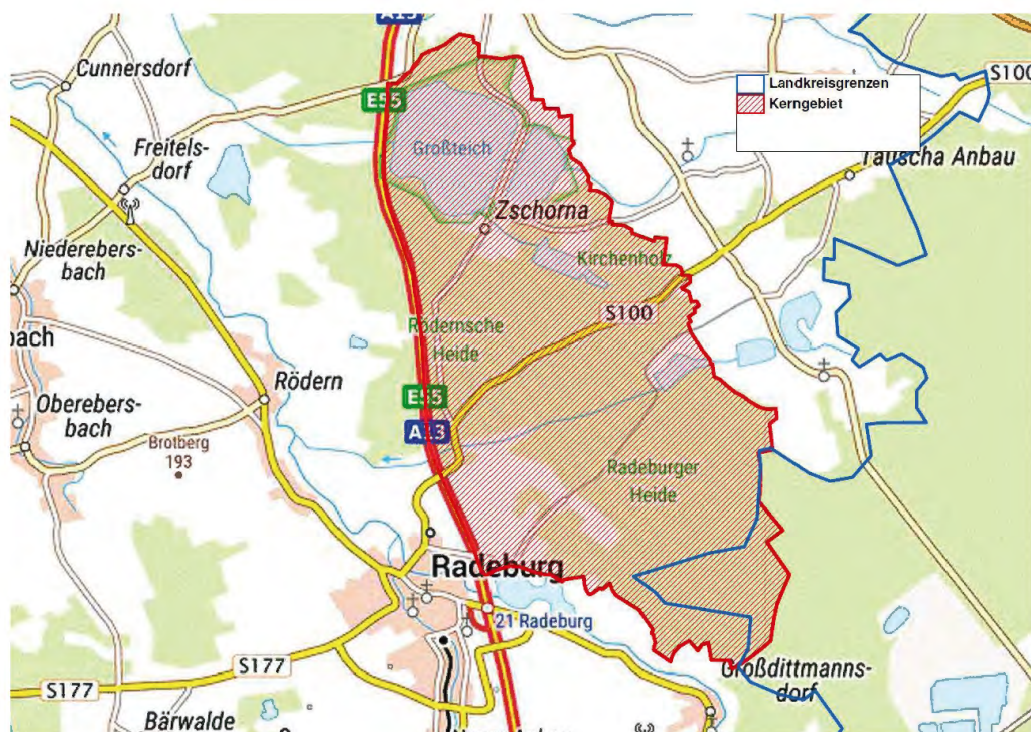 A13
Cunnersdorf
S100
Landkreisgrenzen
Kerngebiet
E55
Großteich
Freitels-
dorf
Tauscha Anbau
Zschorna
Niederebers-
bach
Kirchenholz
S100
Rödernsche
Heide
bach
Rödern
E55
Oberebers-
bach
A13
Brotberg
193
Radeburger
Heide
Radeburg
21 Radeburg
S177
S177
Großdittmanns-
dorf
Bärwalde